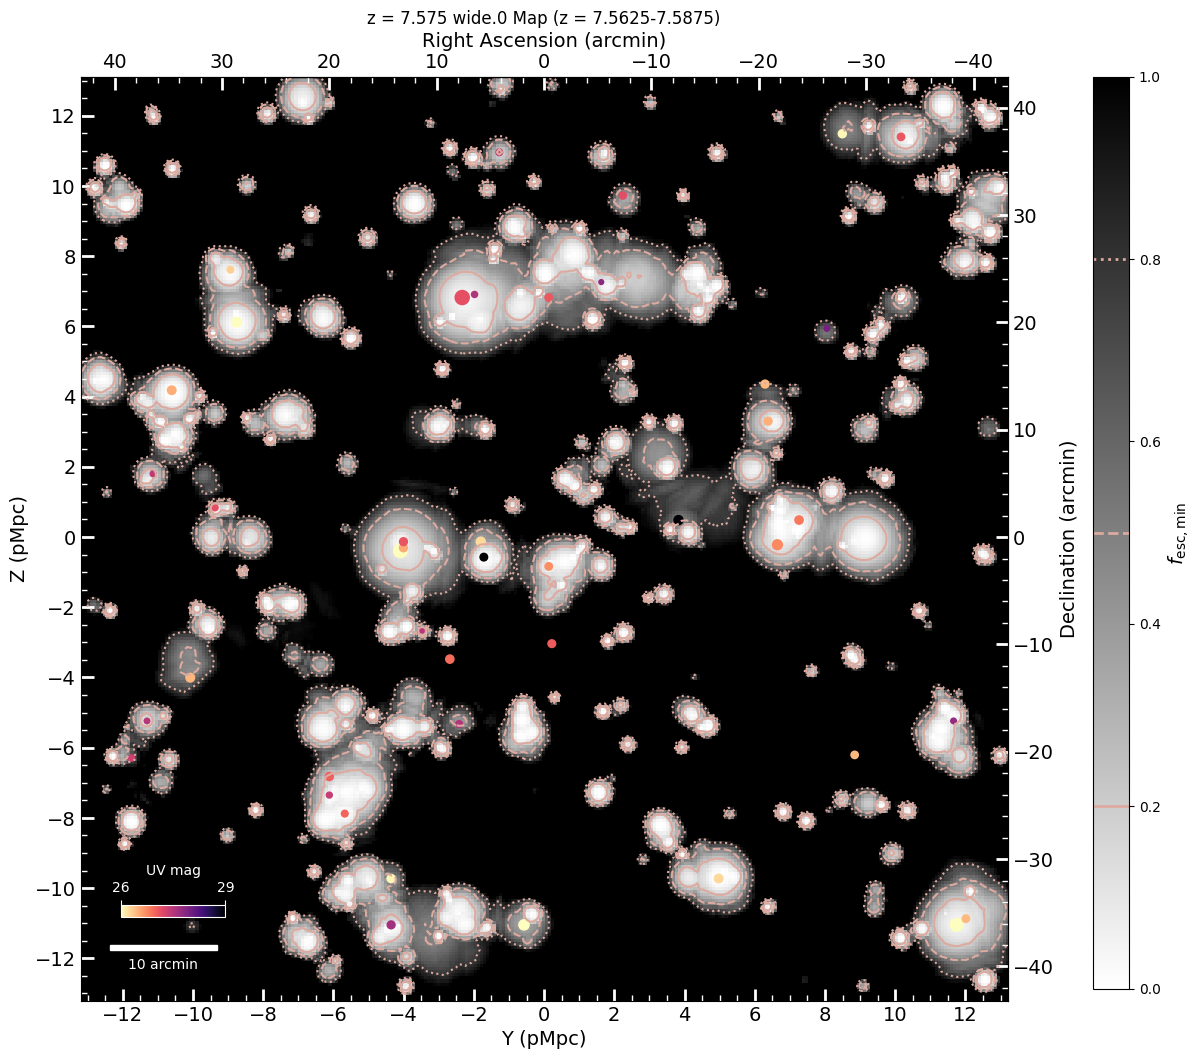 z = 7.575 wide.0 Map (z = 7.5625-7.5875)
Right Ascension (arcmin)
40 30 20 10 0 −10 −20 −30 −40
12 10 8 6 4 2 0 −2 −4 −6 −8 −10 −12
Z (pMpc)
40 30 20 10 0 −10 −20 −30 −40
Declination (arcmin)
1.0 0.8 0.6 0.4 0.2 0.0
fesc,min
UV mag
26 29
10 arcmin
−12 −10 −8 −6 −4 −2 0 2 4 6 8 10 12
Y (pMpc)